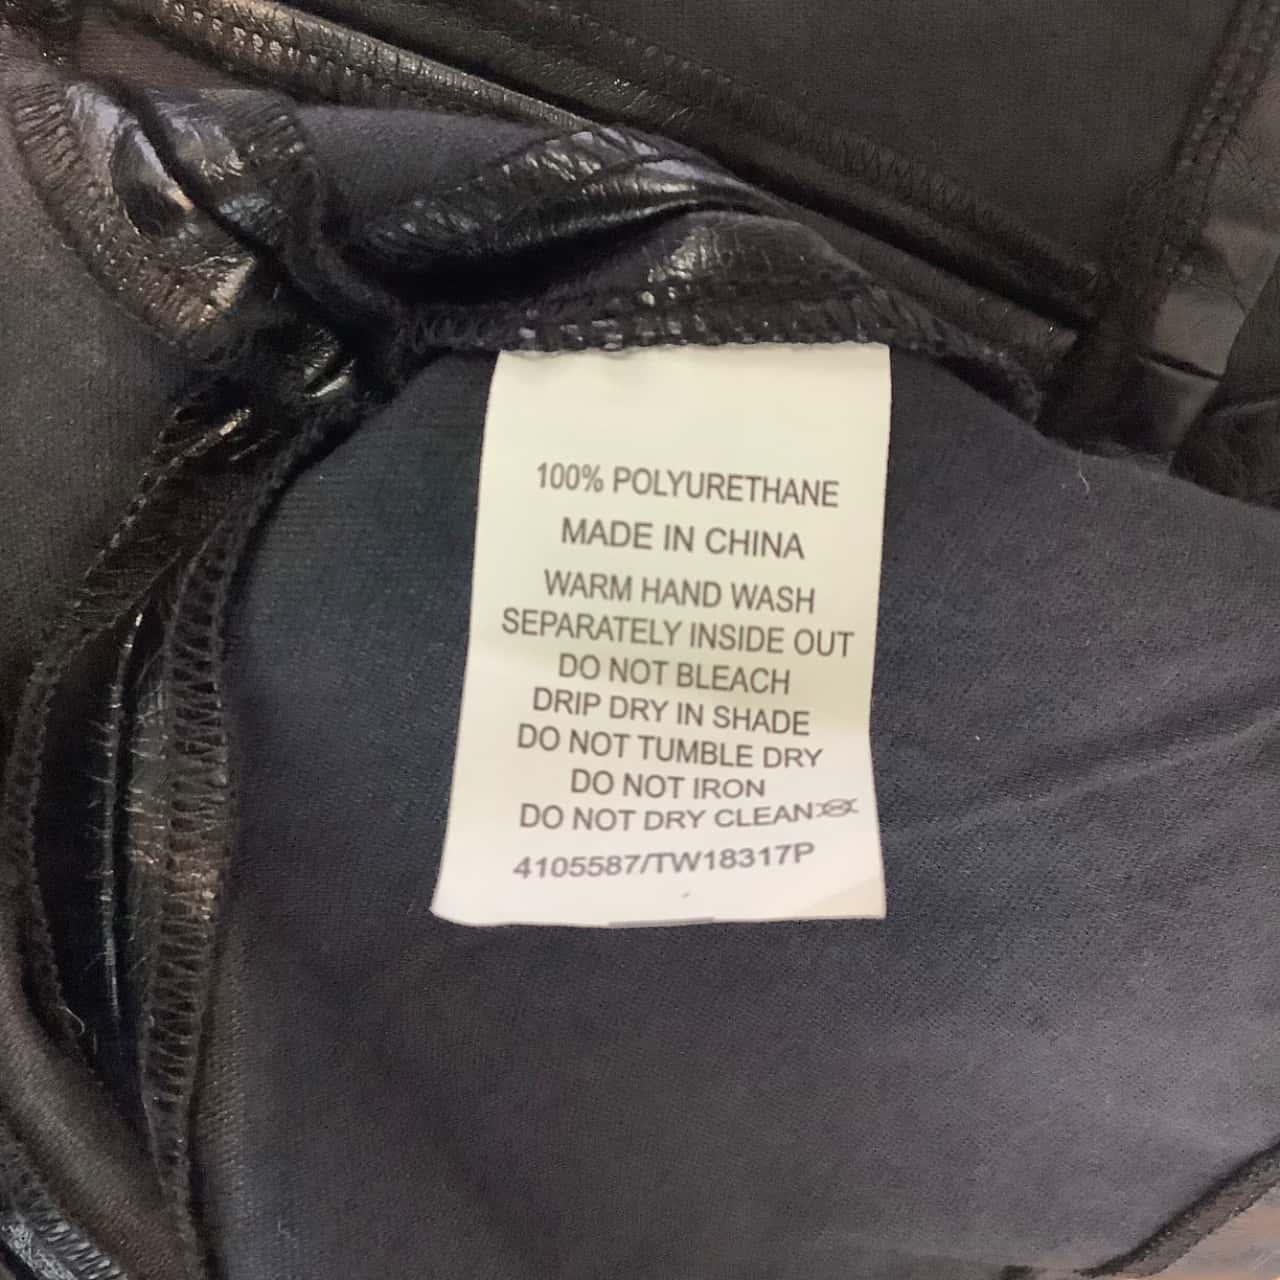 100% POLYURETHANE
MADE IN CHINA
WARM HAND WASH
SEPARATELY INSIDE OUT
DO NOT BLEACH
DRIP DRY IN SHADE
DO NOT TUMBLE DRY
DO NOT IRON
DO NOT DRY CLEAN
4105587/TW18317P